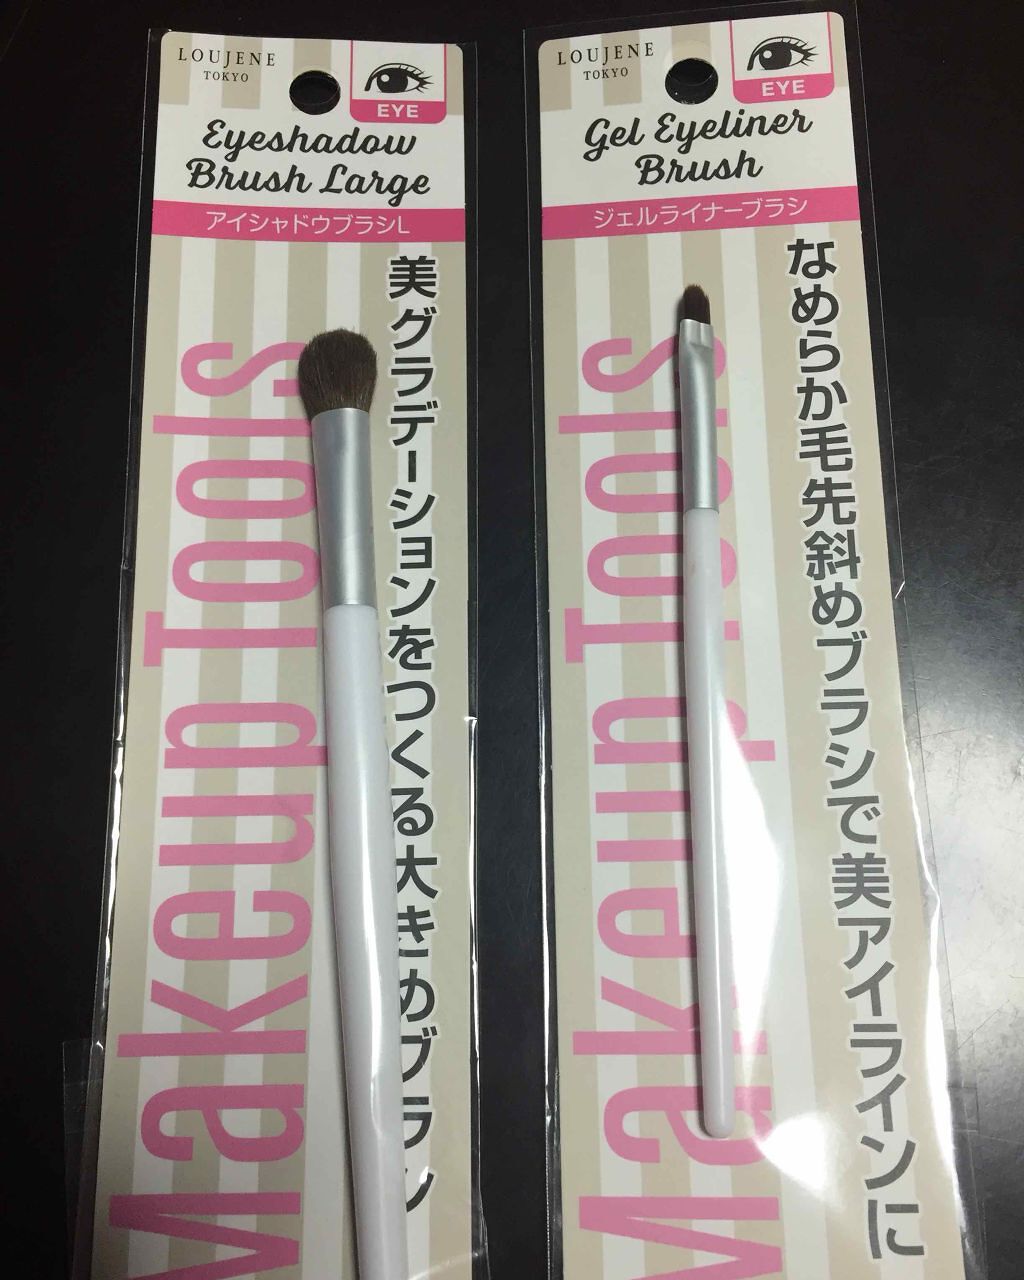 LOUJENE
TOKYO
EYE
Eyeshadow
Brush Large
アイシャドウブラシL
美グラデーションをつくる大きめブラシ
Makeup Tools
LOUJENE
TOKYO
EYE
Gel Eyeliner
Brush
ジェルライナーブラシ
なめらか毛先斜めブラシで美アイラインに
Makeup Tools